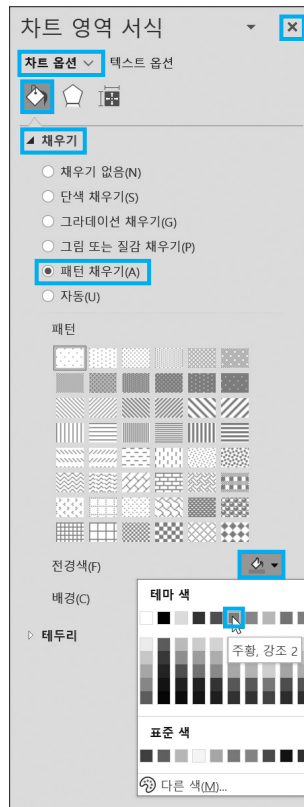 차트 영역 서식
차트 옵션 텍스트 옵션
채우기
채우기 없음(N)
단색 채우기(S)
그라데이션 채우기(G)
그림 또는 질감 채우기(P)
패턴 채우기(A)
자동(U)
패턴
전경색(F)
테마 색
배경(C)
주황, 강조 2
테두리
표준 색
다른 색(M)...